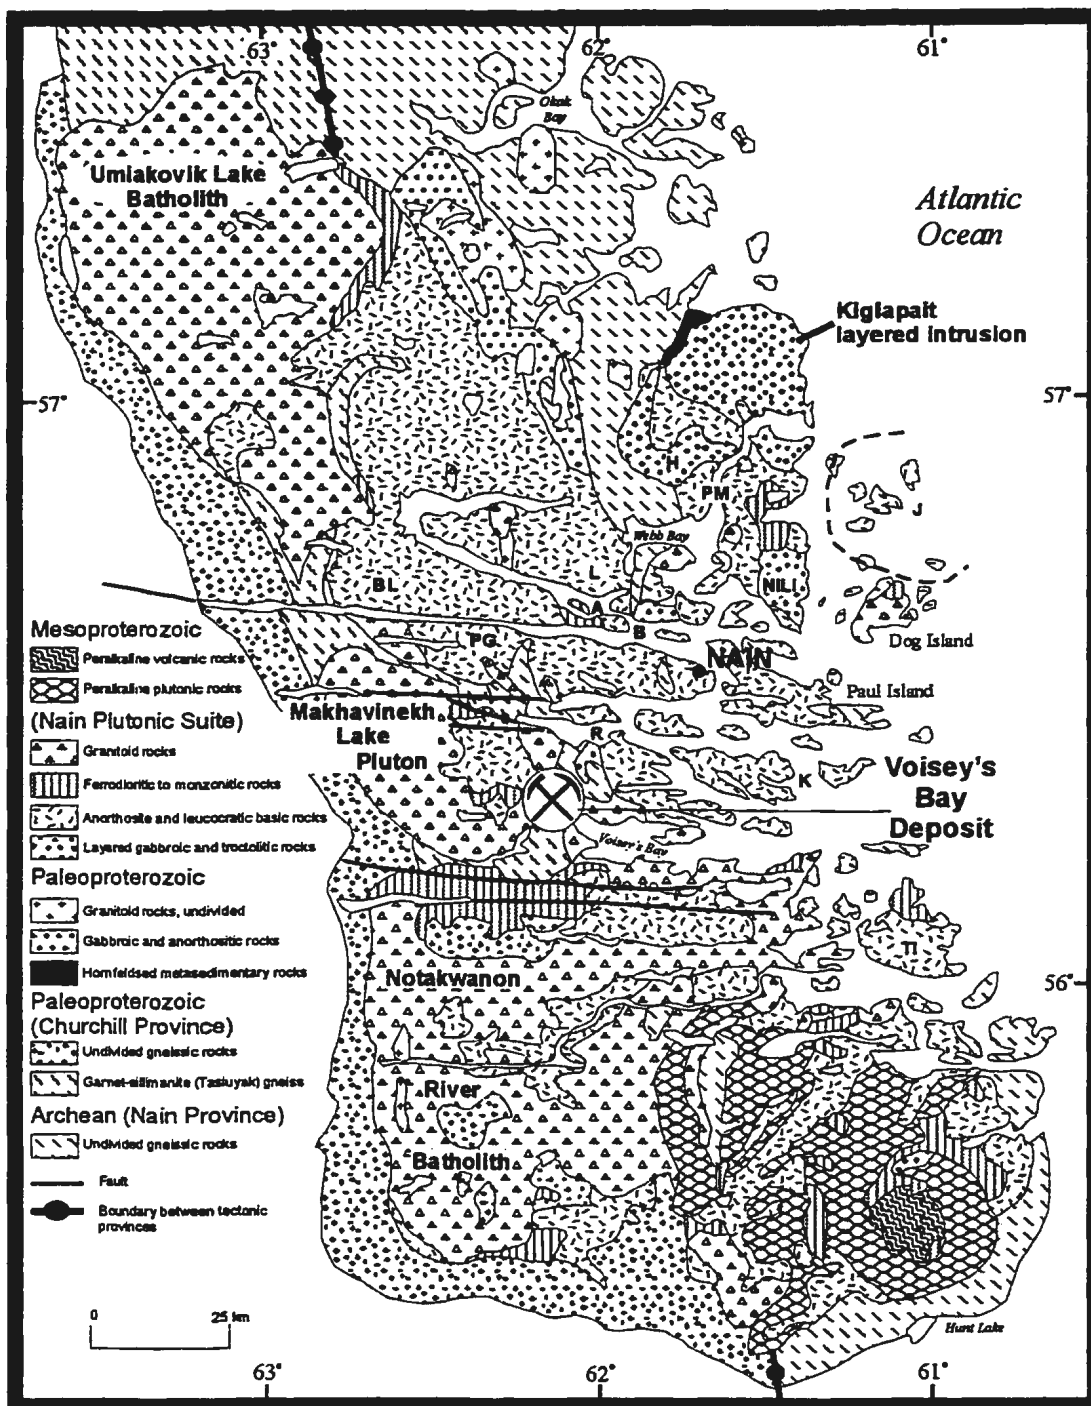 63°
62°
61°
Okak
Bay
Umiakovik Lake
Batholith
Atlantic
Ocean
Kiglapait
layered intrusion
57°
57°
H
PM
J
Webb Bay
BL
L
NILI
A
B
Dog Island
PG
NAIN
Paul Island
Mesoproterozoic
Peralkaline volcanic rocks
Peralkaline plutonic rocks
(Nain Plutonic Suite)
Granitoid rocks
Ferrodioritic to monzonitic rocks
Anorthosite and leucocratic basic rocks
Layered gabbroic and troctolitic rocks
Paleoproterozoic
Granitoid rocks, undivided
Gabbroic and anorthositic rocks
Hornfeldsed metasedimentary rocks
Paleoproterozoic
(Churchill Province)
Undivided gneissic rocks
Garnet-sillimanite (Tasiuyak) gneiss
Archean (Nain Province)
Undivided gneissic rocks
Fault
Boundary between tectonic
provinces
Makhavinekh
Lake
Pluton
R
K
Voisey's
Bay
Deposit
Voisey's Bay
TI
Notakwanon
56°
River
Batholith
0 25 km
Hunt Lake
63°
62°
61°